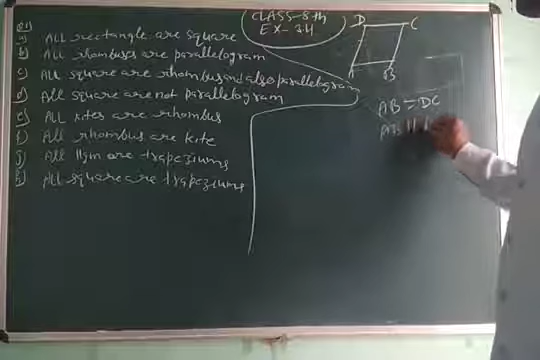 Q1
a) All rectangle are square
b) All rhombuses are parallelogram
c) All square are rhombus and also parallelogram
d) All square are not parallelogram
e) All kites are rhombus
f) All rhombus are kite
g) All llgm are trapeziums
h) All square are trapeziums
CLASS-8th
EX-3.4
D C
A B
AB = DC
AB ||